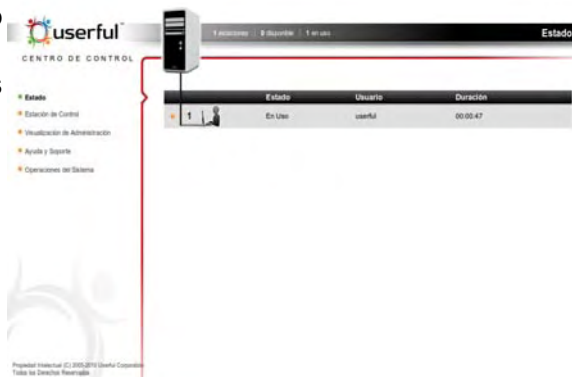 userful™
CENTRO DE CONTROL
1 estaciones | 0 disponible | 1 en uso
Estado
Estado
Estación de Control
Visualización de Administración
Ayuda y Soporte
Operaciones del Sistema
Estado Usuario Duración
1 En Uso userful 00:00:47
Propiedad Intelectual (C) 2005-2010 Userful Corporation
Todos los Derechos Reservados